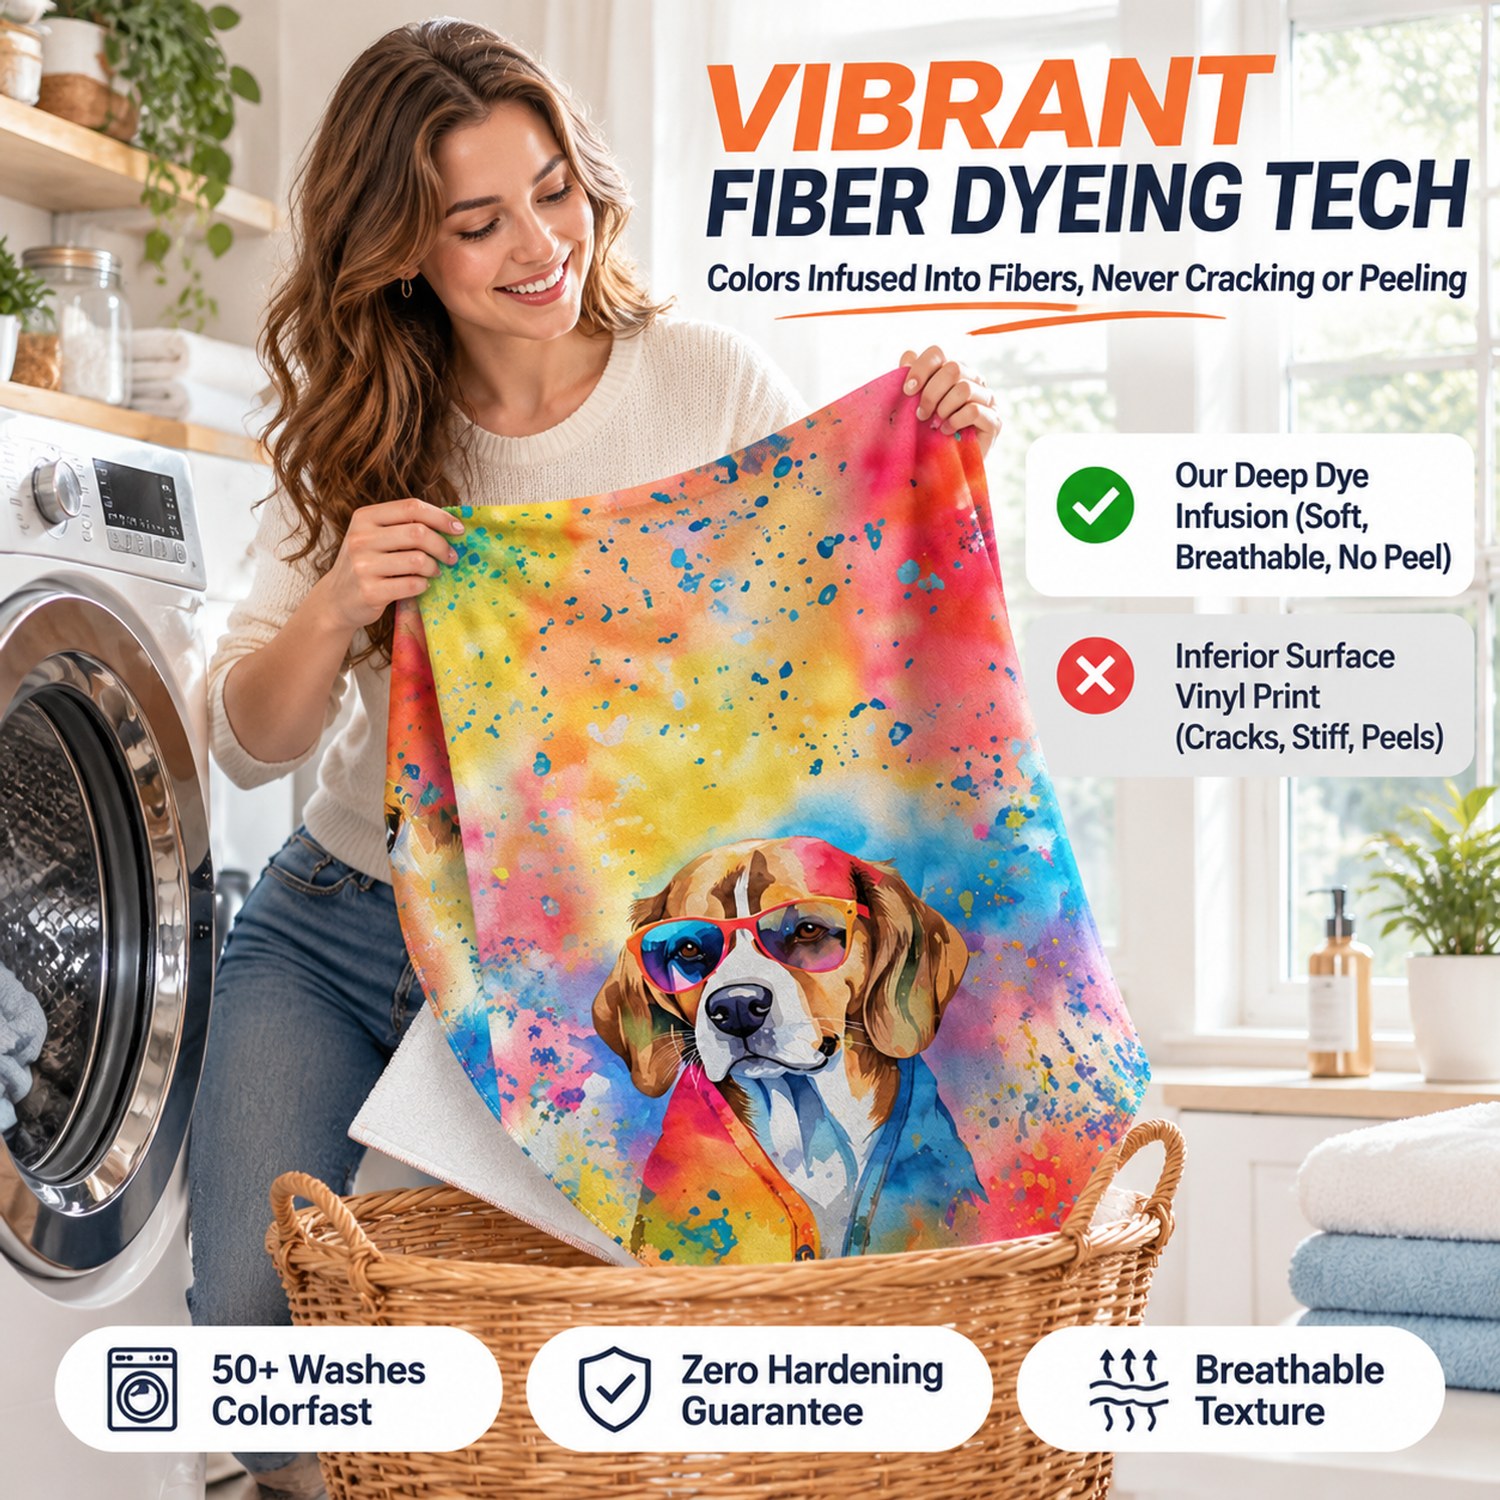 VIBRANT
FIBER DYEING TECH
Colors Infused Into Fibers, Never Cracking or Peeling
Our Deep Dye
Infusion (Soft,
Breathable, No Peel)
Inferior Surface
Vinyl Print
(Cracks, Stiff, Peels)
50+ Washes
Colorfast
Zero Hardening
Guarantee
Breathable
Texture